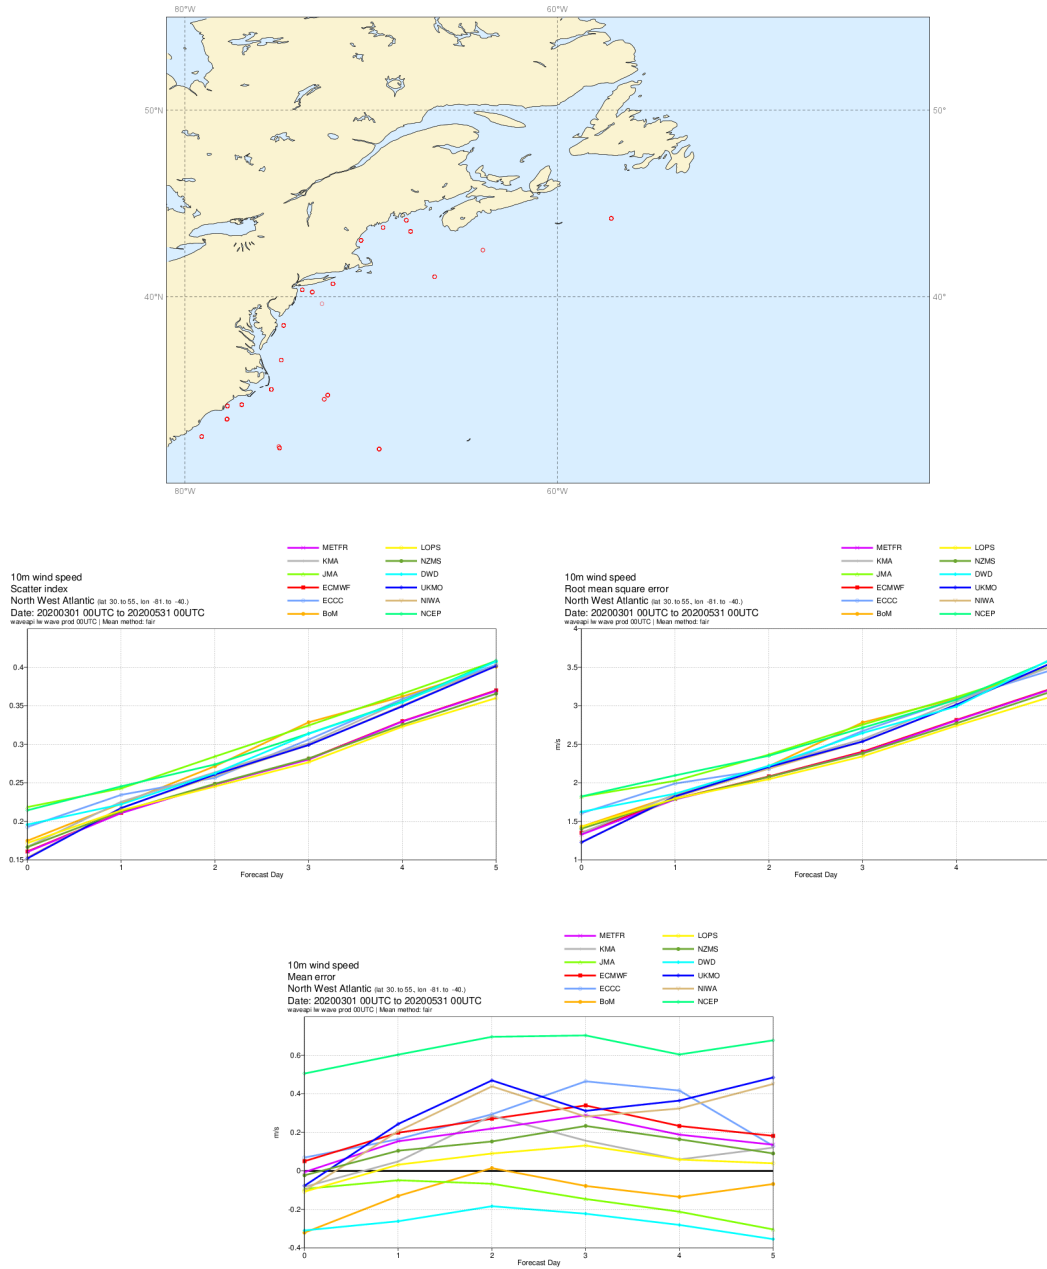 80°W 60°W
50°N 50°
40°N 40°
80°W 60°W
METFR LOPS
KMA NZMS
JMA DWD
ECMWF UKMO
ECCC NIWA
BoM NCEP
10m wind speed
Scatter index
North West Atlantic (lat 30. to 55., lon -81. to -40.)
Date: 20200301 00UTC to 20200531 00UTC
waveapi lw wave prod 00UTC | Mean method: fair
0.4
0.35
0.3
0.25
0.2
0.15
0 1 2 3 4 5
Forecast Day
METFR LOPS
KMA NZMS
JMA DWD
ECMWF UKMO
ECCC NIWA
BoM NCEP
10m wind speed
Root mean square error
North West Atlantic (lat 30. to 55., lon -81. to -40.)
Date: 20200301 00UTC to 20200531 00UTC
waveapi lw wave prod 00UTC | Mean method: fair
4
3.5
3
2.5
2
1.5
1
m/s
0 1 2 3 4
Forecast Day
METFR LOPS
KMA NZMS
JMA DWD
ECMWF UKMO
ECCC NIWA
BoM NCEP
10m wind speed
Mean error
North West Atlantic (lat 30. to 55., lon -81. to -40.)
Date: 20200301 00UTC to 20200531 00UTC
waveapi lw wave prod 00UTC | Mean method: fair
0.6
0.4
0.2
0
-0.2
-0.4
m/s
0 1 2 3 4 5
Forecast Day